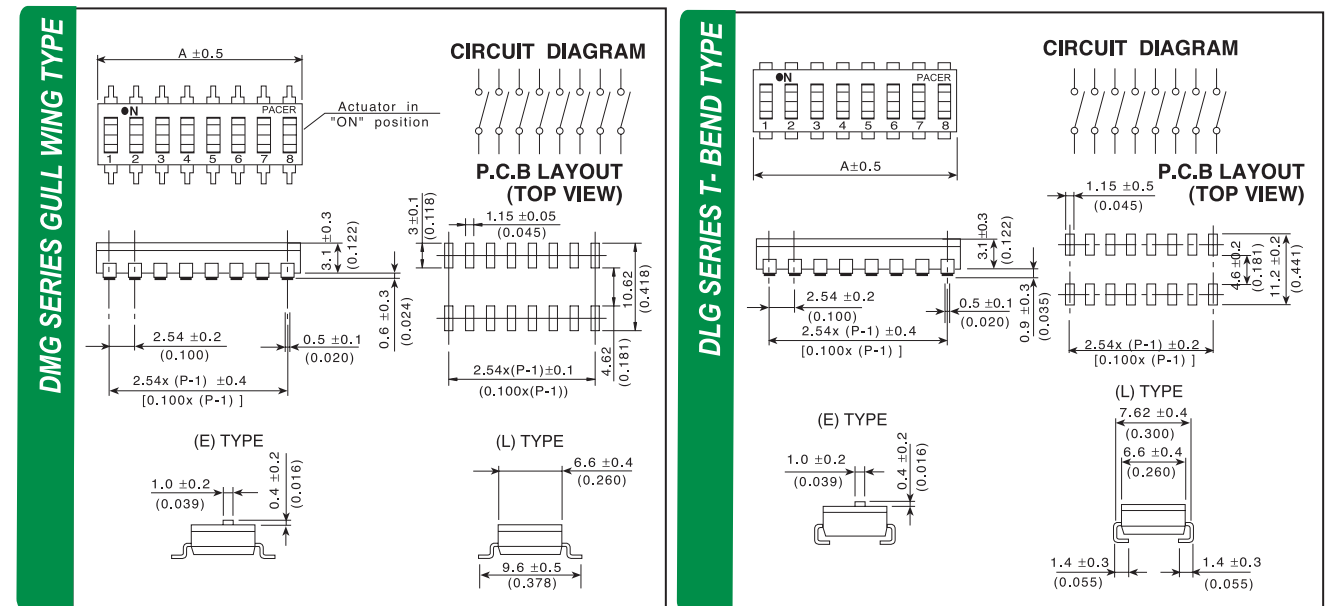 DMG SERIES GULL WING TYPE
A ±0.5
ON
PACER
1 2 3 4 5 6 7 8
Actuator in
"ON" position
CIRCUIT DIAGRAM
P.C.B LAYOUT
(TOP VIEW)
3.1 ±0.3
(0.122)
0.6 ±0.3
(0.024)
2.54 ±0.2
(0.100)
0.5 ±0.1
(0.020)
2.54x (P-1) ±0.4
[0.100x (P-1) ]
3±0.1
(0.118)
1.15 ±0.05
(0.045)
10.62
(0.418)
4.62
(0.181)
2.54x(P-1)±0.1
(0.100x(P-1))
(E) TYPE
1.0 ±0.2
(0.039)
0.4 ±0.2
(0.016)
(L) TYPE
6.6 ±0.4
(0.260)
9.6 ±0.5
(0.378)
DLG SERIES T- BEND TYPE
ON
PACER
1 2 3 4 5 6 7 8
A±0.5
CIRCUIT DIAGRAM
P.C.B LAYOUT
(TOP VIEW)
3.1 ±0.3
(0.122)
0.9 ±0.3
(0.035)
2.54 ±0.2
(0.100)
0.5 ±0.1
(0.020)
2.54x (P-1) ±0.4
[0.100x (P-1) ]
1.15 ±0.5
(0.045)
4.6 ±0.2
(0.181)
11.2 ±0.2
(0.441)
2.54x (P-1) ±0.2
[0.100x (P-1) ]
(E) TYPE
1.0 ±0.2
(0.039)
0.4 ±0.2
(0.016)
(L) TYPE
7.62 ±0.4
(0.300)
6.6 ±0.4
(0.260)
1.4 ±0.3
(0.055)
1.4 ±0.3
(0.055)